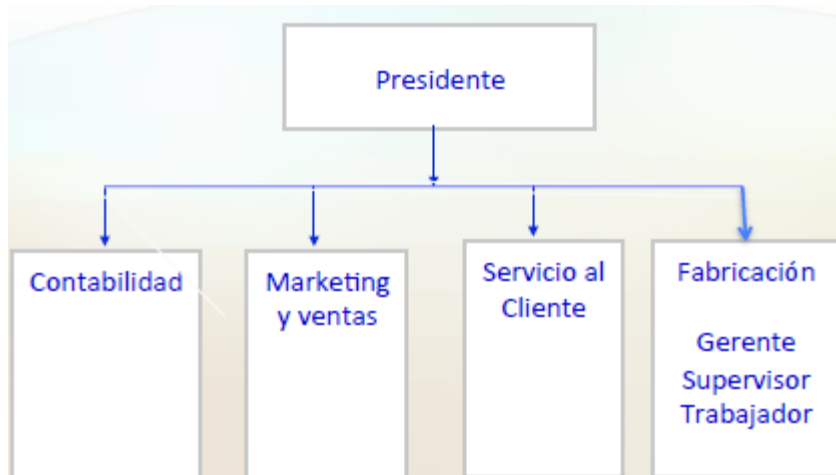 Presidente
Contabilidad
Marketing
y ventas
Servicio al
Cliente
Fabricación
Gerente
Supervisor
Trabajador